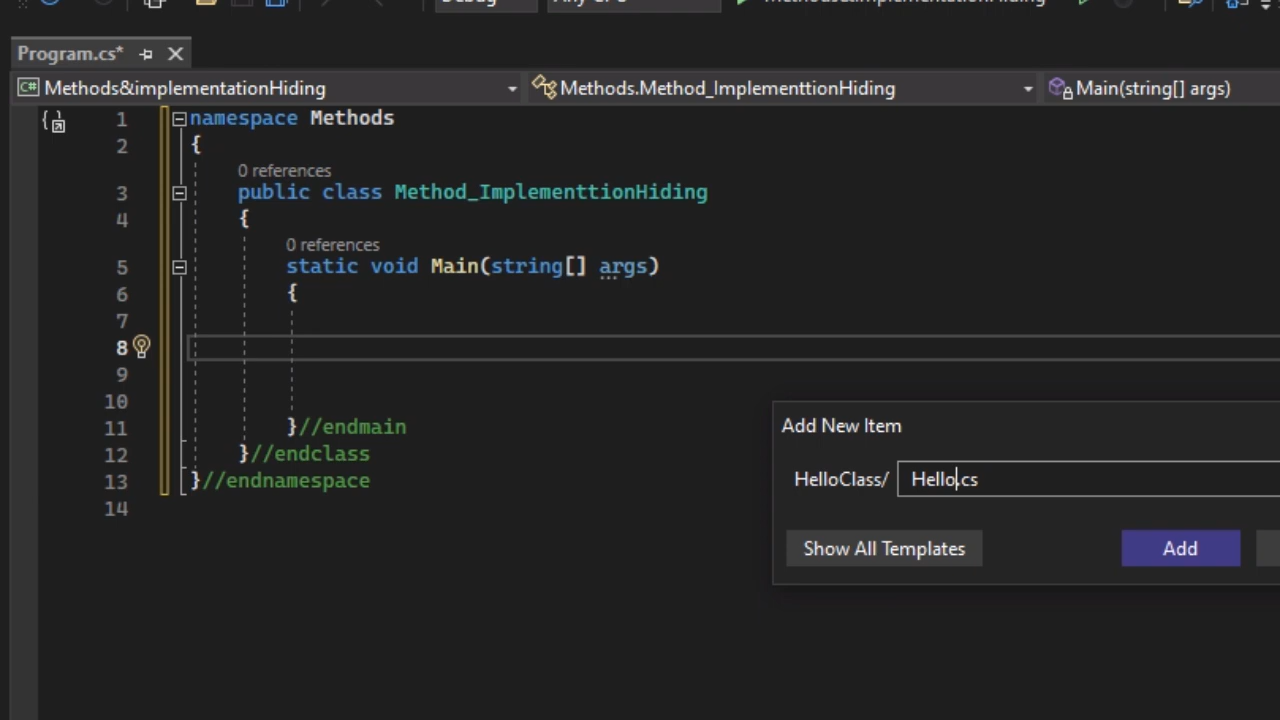 Program.cs*
Methods&implementationHiding
Methods.Method_ImplementtionHiding
Main(string[] args)
1 namespace Methods
2 {
0 references
3 public class Method_ImplementtionHiding
4 {
0 references
5 static void Main(string[] args)
6 {
7
8
9
10
11 }//endmain
12 }//endclass
13 }//endnamespace
14
Add New Item
HelloClass/ Hello.cs
Show All Templates Add